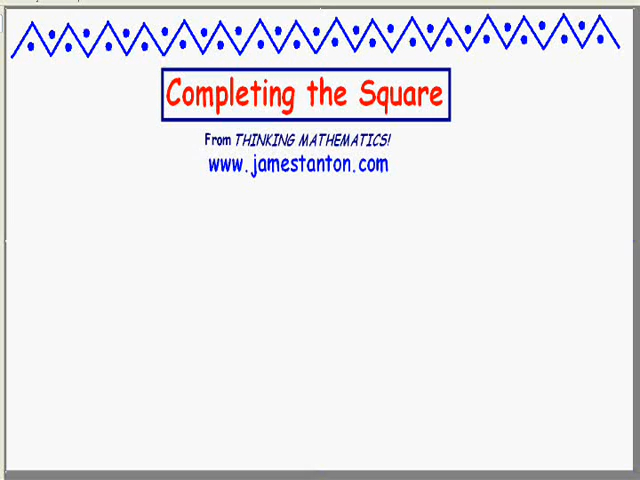 Completing the Square
From THINKING MATHEMATICS!
www.jamestanton.com